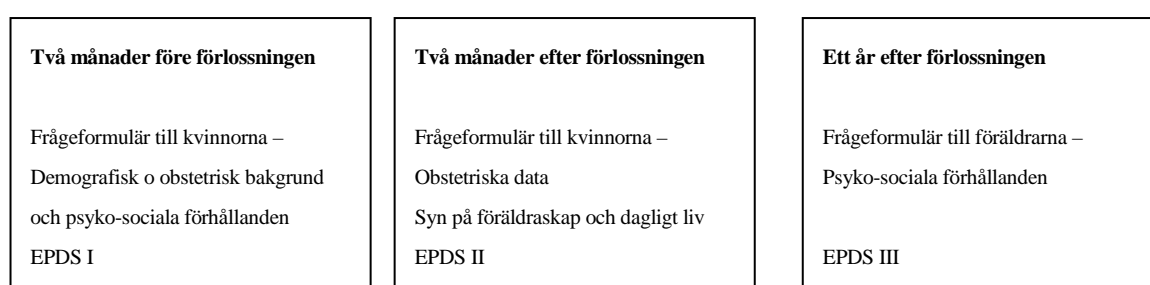 Två månader före förlossningen
Frågeformulär till kvinnorna –
Demografisk o obstetrisk bakgrund
och psyko-sociala förhållanden
EPDS I
Två månader efter förlossningen
Frågeformulär till kvinnorna –
Obstetriska data
Syn på föräldraskap och dagligt liv
EPDS II
Ett år efter förlossningen
Frågeformulär till föräldrarna –
Psyko-sociala förhållanden
EPDS III